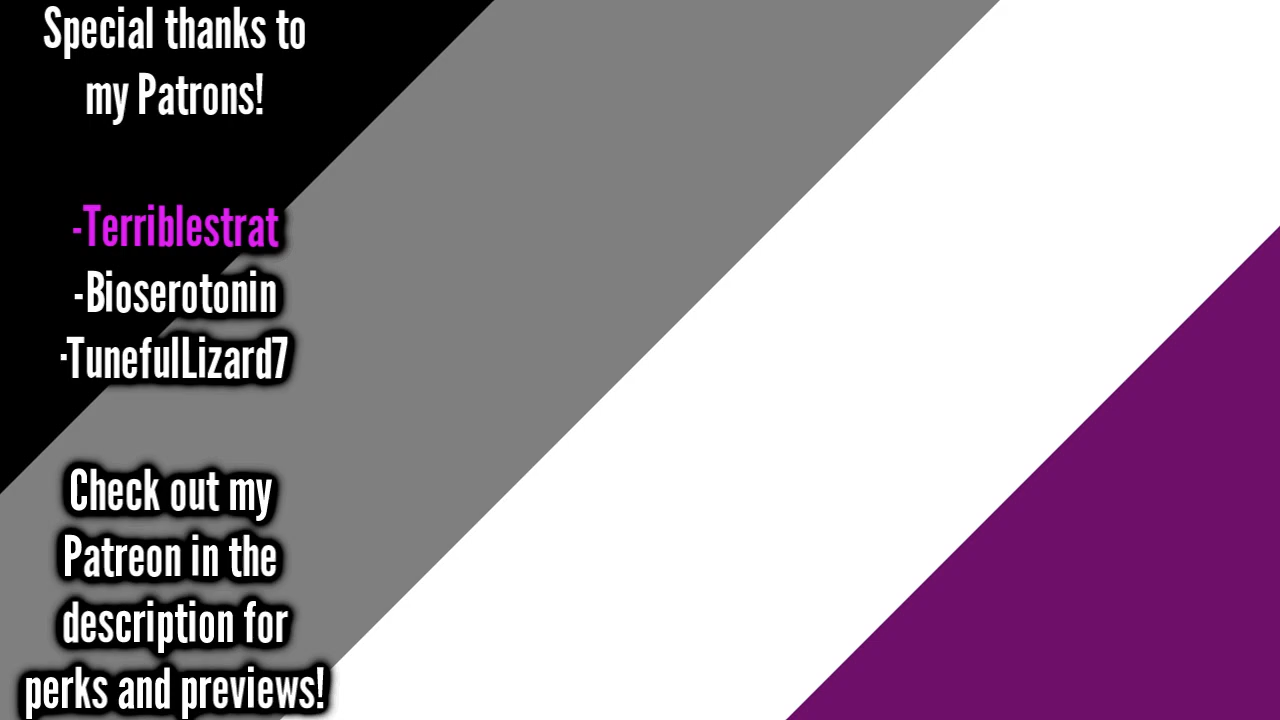 Special thanks to
my Patrons!
-Terriblestrat
-Bioserotonin
-TunefulLizard7
Check out my
Patreon in the
description for
perks and previews!